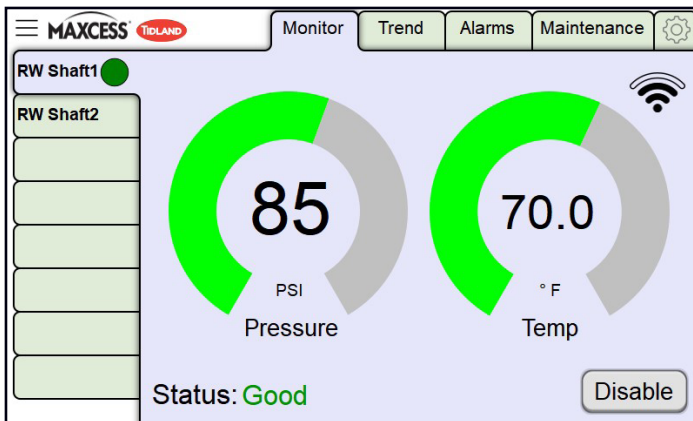 MAXCESS TIDLAND Monitor Trend Alarms Maintenance
RW Shaft1
RW Shaft2
85 70.0
PSI ° F
Pressure Temp
Status: Good Disable